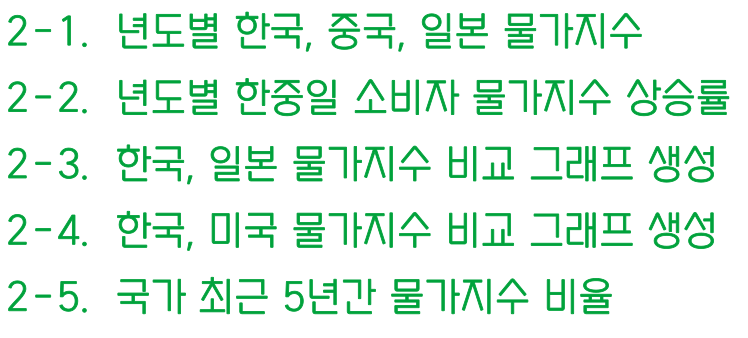 2-1. 년도별 한국, 중국, 일본 물가지수
2-2. 년도별 한중일 소비자 물가지수 상승률
2-3. 한국, 일본 물가지수 비교 그래프 생성
2-4. 한국, 미국 물가지수 비교 그래프 생성
2-5. 국가 최근 5년간 물가지수 비율